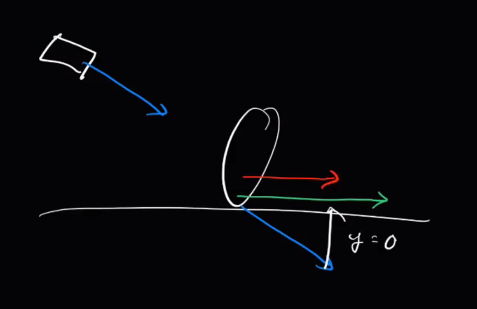 y = 0